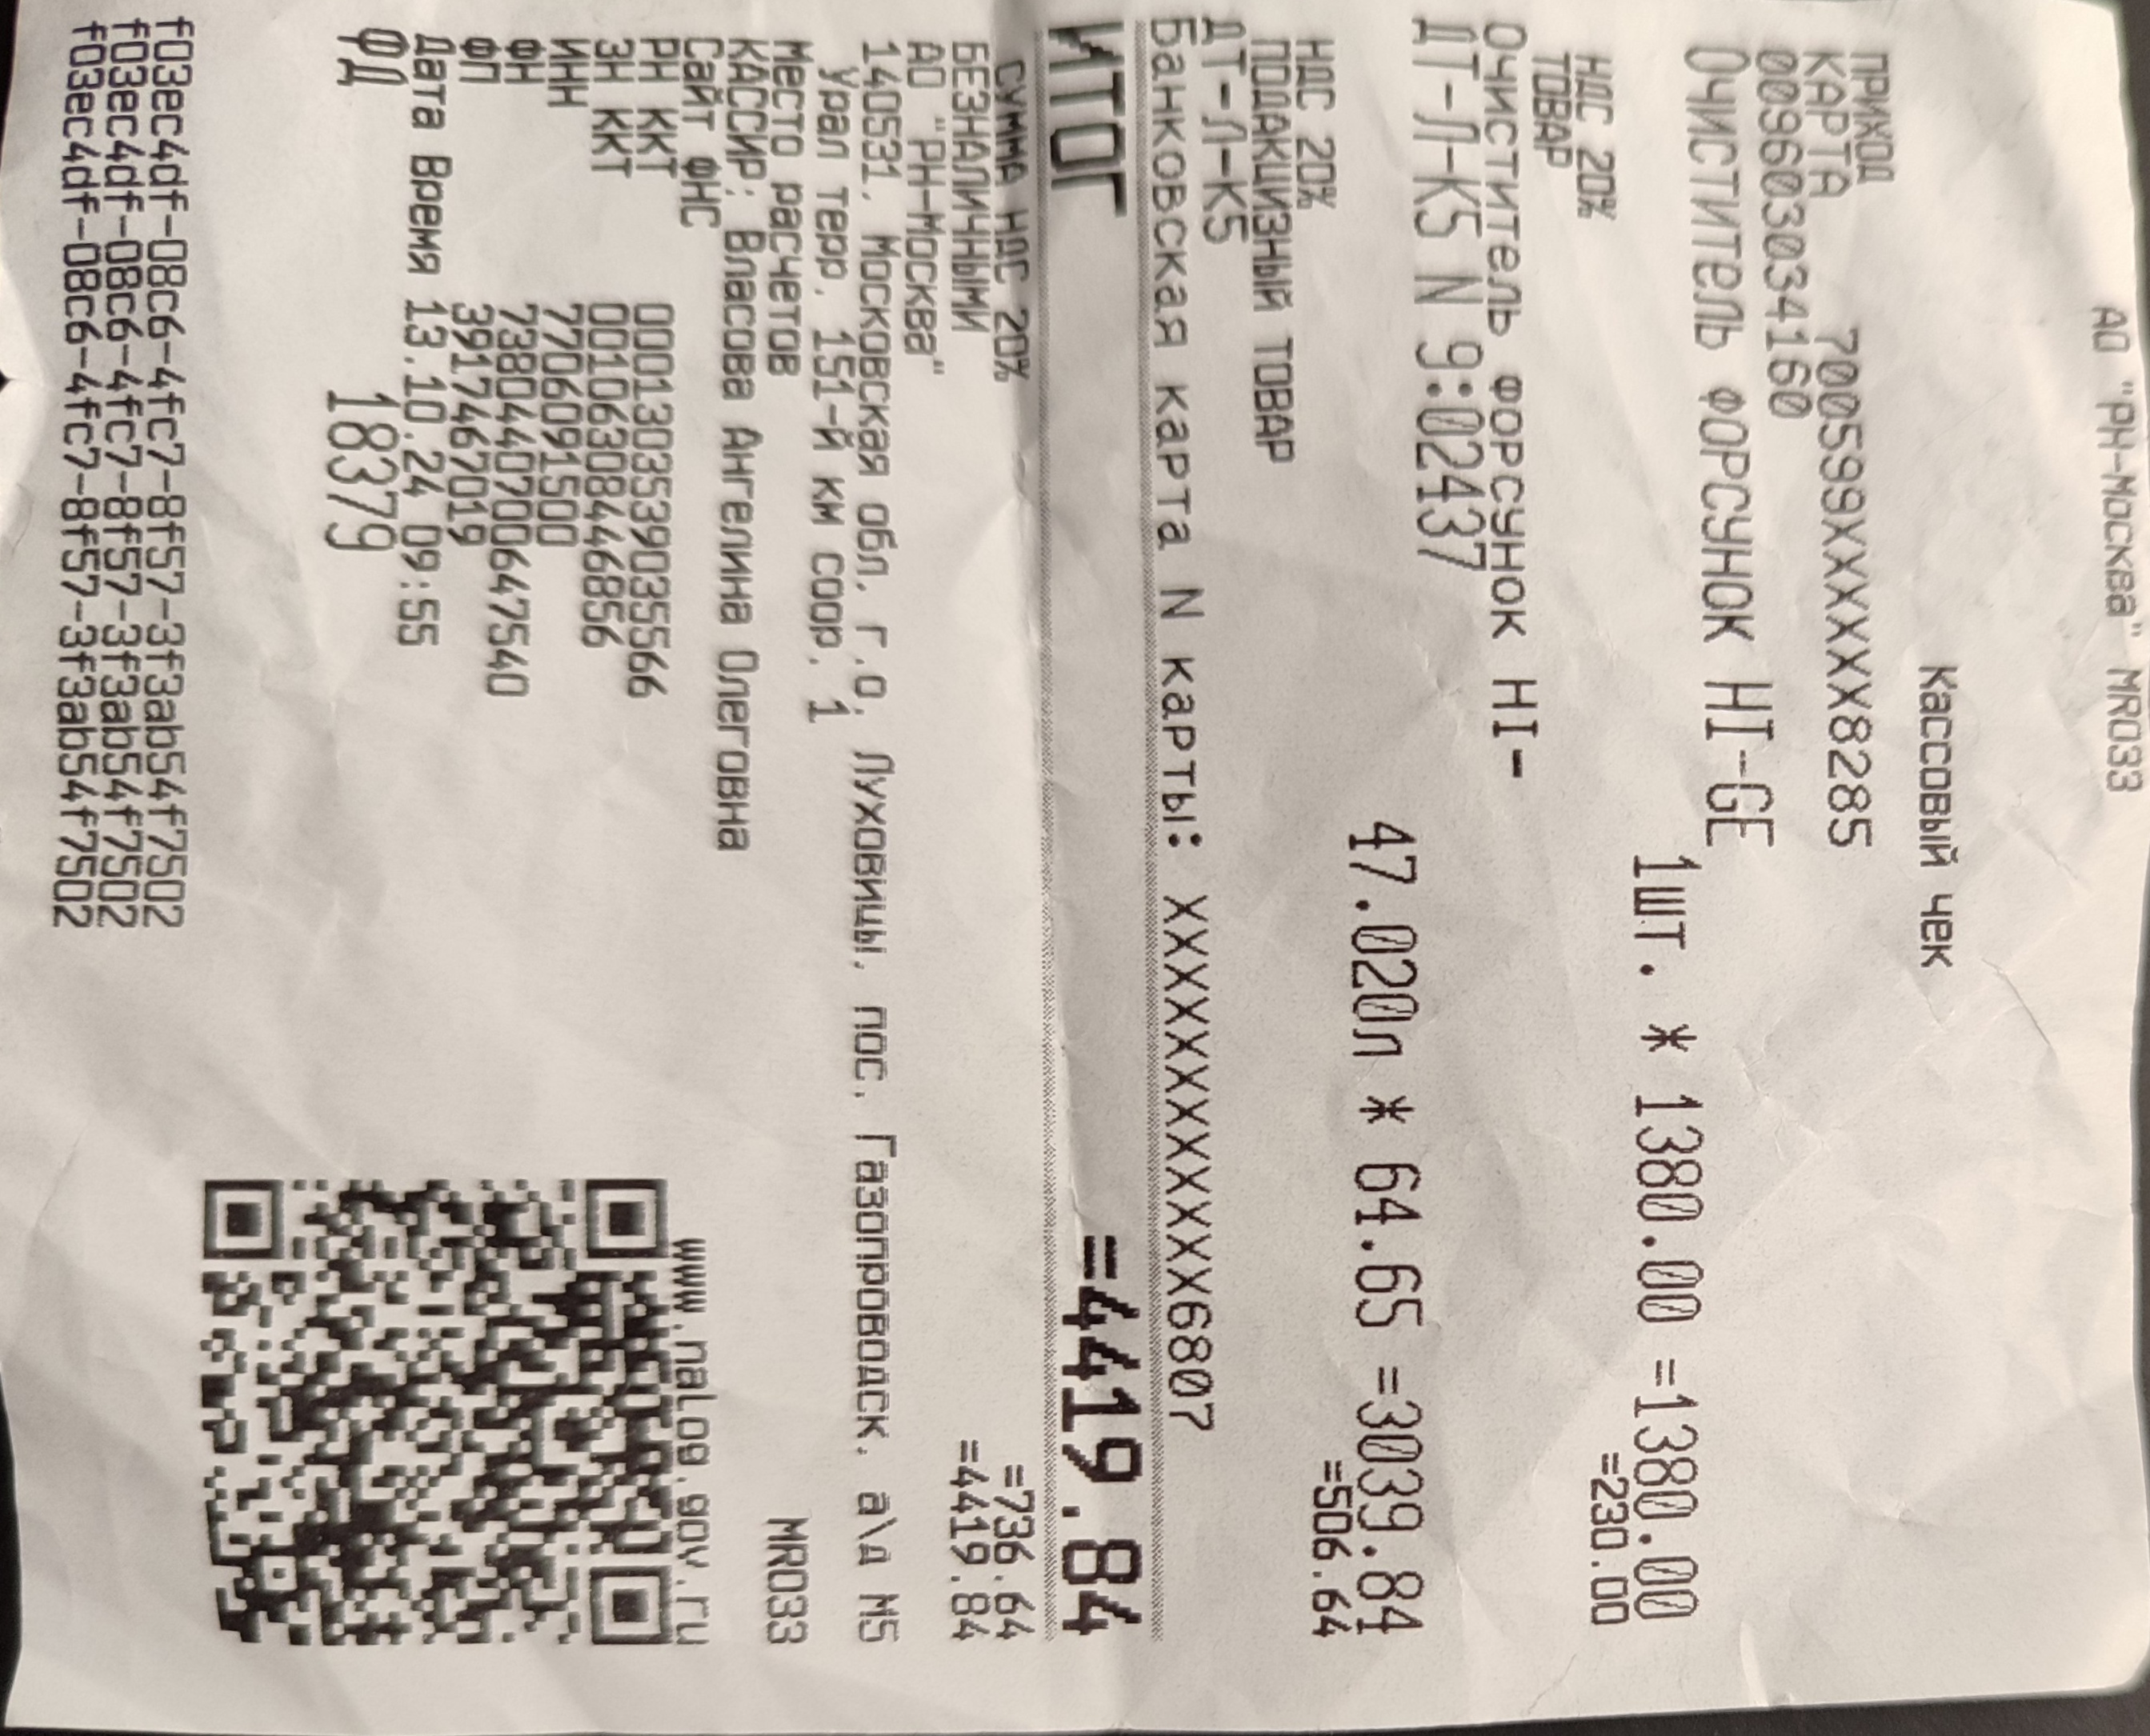 АО "РН-Москва" MR033
Кассовый чек
ПРИХОД
КАРТА 7005599XXXXXXXX8285
00960303034160
ОЧИСТИТЕЛЬ ФОРСУНОК HI-GE
1шт. * 1380.00 =1380.00
НДС 20% =230.00
ТОВАР
Очиститель форсунок HI-
ДТ-Л-К5 N 9:02437
47.020л * 64.65 =3039.84
НДС 20% =506.64
ПОДАКЦИЗНЫЙ ТОВАР
ДТ-Л-К5
Банковская карта N карты: XXXXXXXXXXXXXXX6807
ИТОГ =4419.84
СУММА НДС 20% =736.64
БЕЗНАЛИЧНЫМИ =4419.84
АО "РН-Москва"
140531, Московская обл, г.о. Луховицы, пос. Газопроводск, а\д М5
Урал терр, 151-й км соор, 1
Место расчетов MR033
КАССИР: Власова Ангелина Олеговна
Сайт ФНС www.nalog.gov.ru
РН ККТ 0001303539035566
ЗН ККТ 00106308446856
ИНН 7706091500
ФН 7380440700647540
ФП 3917467019
Дата Время 13.10.24 09:55
ФД 18379
f03ec4df-08c6-4fc7-8f57-3f3ab54f7502
f03ec4df-08c6-4fc7-8f57-3f3ab54f7502
f03ec4df-08c6-4fc7-8f57-3f3ab54f7502